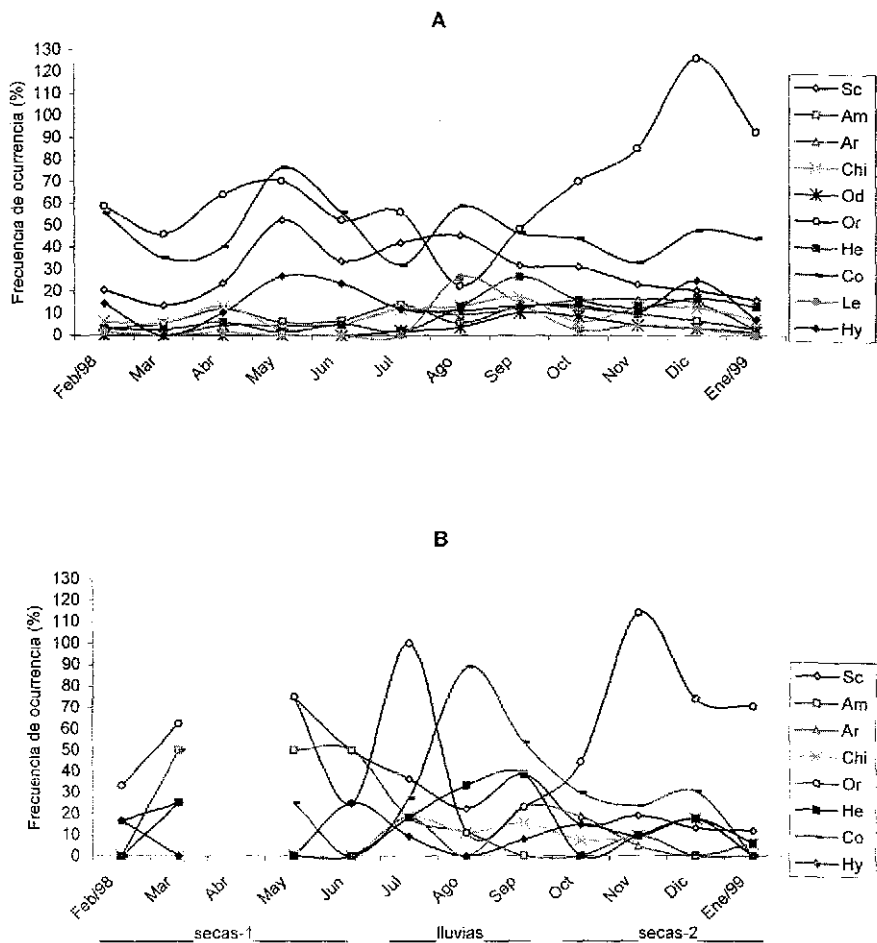 A
Frecuencia de ocurrencia (%)
130
120
110
100
90
80
70
60
50
40
30
20
10
0
Feb/98 Mar Abr May Jun Jul Ago Sep Oct Nov Dic Ene/99
Sc
Am
Ar
Chi
Od
Or
He
Co
Le
Hy
B
Frecuencia de ocurrencia (%)
130
120
110
100
90
80
70
60
50
40
30
20
10
0
Feb/98 Mar Abr May Jun Jul Ago Sep Oct Nov Dic Ene/99
secas-1 lluvias secas-2
Sc
Am
Ar
Chi
Or
He
Co
Hy